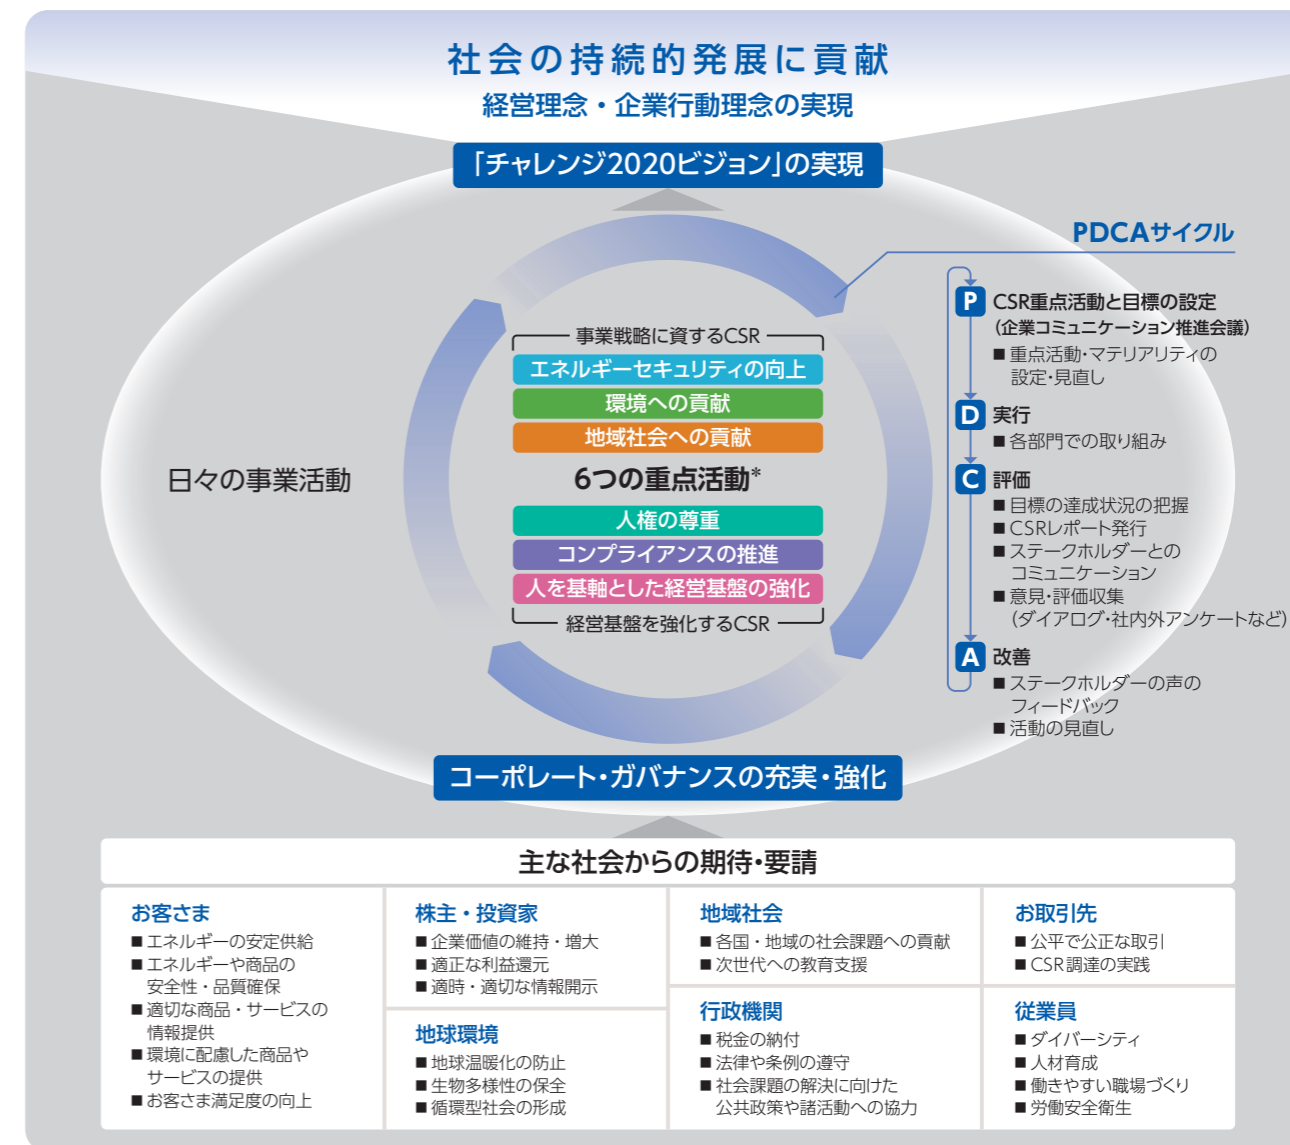 社会の持続的発展に貢献
経営理念・企業行動理念の実現
「チャレンジ2020ビジョン」の実現
PDCAサイクル
P CSR重点活動と目標の設定
（企業コミュニケーション推進会議）
■ 重点活動・マテリアリティの
設定・見直し
D 実行
■ 各部門での取り組み
C 評価
■ 目標の達成状況の把握
■ CSRレポート発行
■ ステークホルダーとの
コミュニケーション
■ 意見・評価収集
（ダイアログ・社内外アンケートなど）
A 改善
■ ステークホルダーの声の
フィードバック
■ 活動の見直し
事業戦略に資するCSR
エネルギーセキュリティの向上
環境への貢献
地域社会への貢献
6つの重点活動*
人権の尊重
コンプライアンスの推進
人を基軸とした経営基盤の強化
経営基盤を強化するCSR
日々の事業活動
コーポレート・ガバナンスの充実・強化
主な社会からの期待・要請
お客さま
■ エネルギーの安定供給
■ エネルギーや商品の
安全性・品質確保
■ 適切な商品・サービスの
情報提供
■ 環境に配慮した商品や
サービスの提供
■ お客さま満足度の向上
株主・投資家
■ 企業価値の維持・増大
■ 適正な利益還元
■ 適時・適切な情報開示
地球環境
■ 地球温暖化の防止
■ 生物多様性の保全
■ 循環型社会の形成
地域社会
■ 各国・地域の社会課題への貢献
■ 次世代への教育支援
行政機関
■ 税金の納付
■ 法律や条例の遵守
■ 社会課題の解決に向けた
公共政策や諸活動への協力
お取引先
■ 公平で公正な取引
■ CSR調達の実践
従業員
■ ダイバーシティ
■ 人材育成
■ 働きやすい職場づくり
■ 労働安全衛生